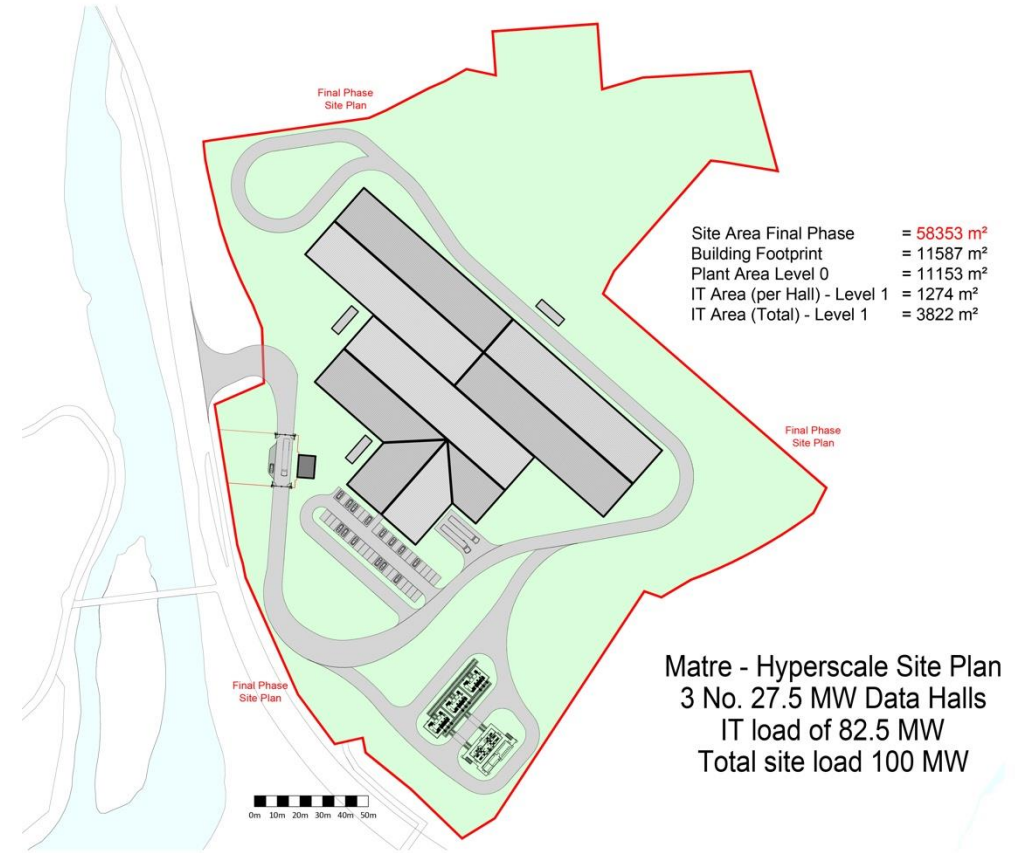 Final Phase
Site Plan
Site Area Final Phase = 58353 m²
Building Footprint = 11587 m²
Plant Area Level 0 = 11153 m²
IT Area (per Hall) - Level 1 = 1274 m²
IT Area (Total) - Level 1 = 3822 m²
Final Phase
Site Plan
Final Phase
Site Plan
Matre - Hyperscale Site Plan
3 No. 27.5 MW Data Halls
IT load of 82.5 MW
Total site load 100 MW
0m 10m 20m 30m 40m 50m